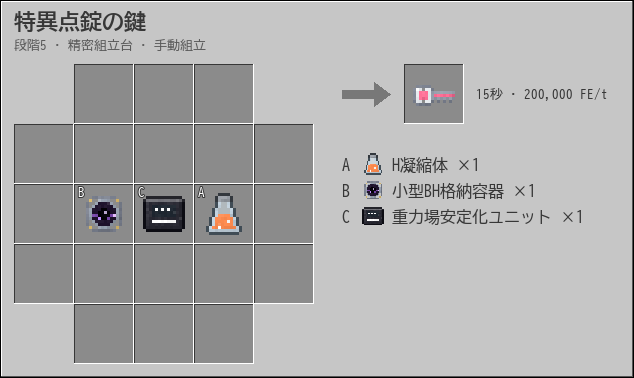 特異点錠の鍵
段階5 · 精密組立台 · 手動組立
15秒 · 200,000 FE/t
B
C
A
A H凝縮体 ×1
B 小型BH格納容器 ×1
C 重力場安定化ユニット ×1